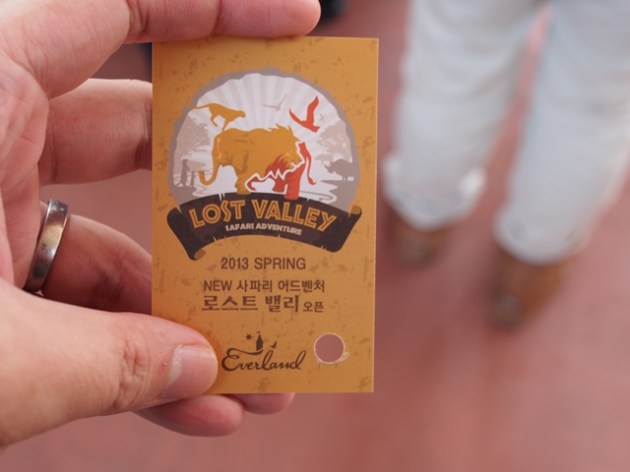 LOST VALLEY
SAFARI ADVENTURE
2013 SPRING
NEW 사파리 어드벤처
로스트 밸리 오픈
Everland